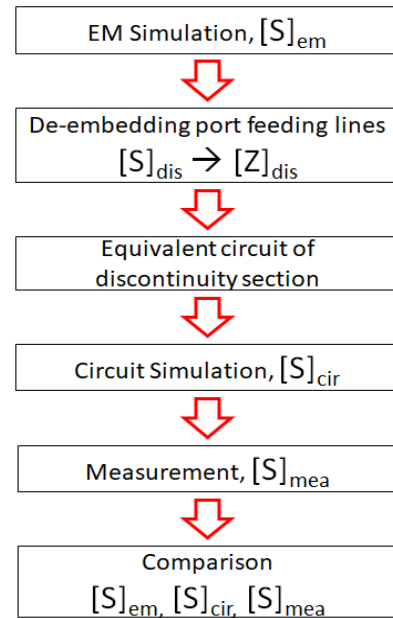 EM Simulation, [S]em
De-embedding port feeding lines
[S]dis → [Z]dis
Equivalent circuit of
discontinuity section
Circuit Simulation, [S]cir
Measurement, [S]mea
Comparison
[S]em, [S]cir, [S]mea